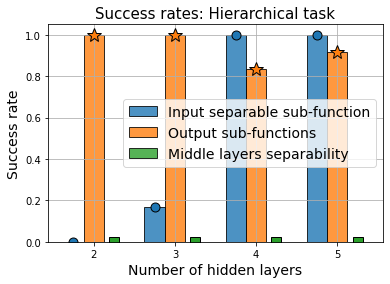 Success rates: Hierarchical task
Success rate
1.0
0.8
0.6
0.4
0.2
0.0
Input separable sub-function
Output sub-functions
Middle layers separability
2 3 4 5
Number of hidden layers